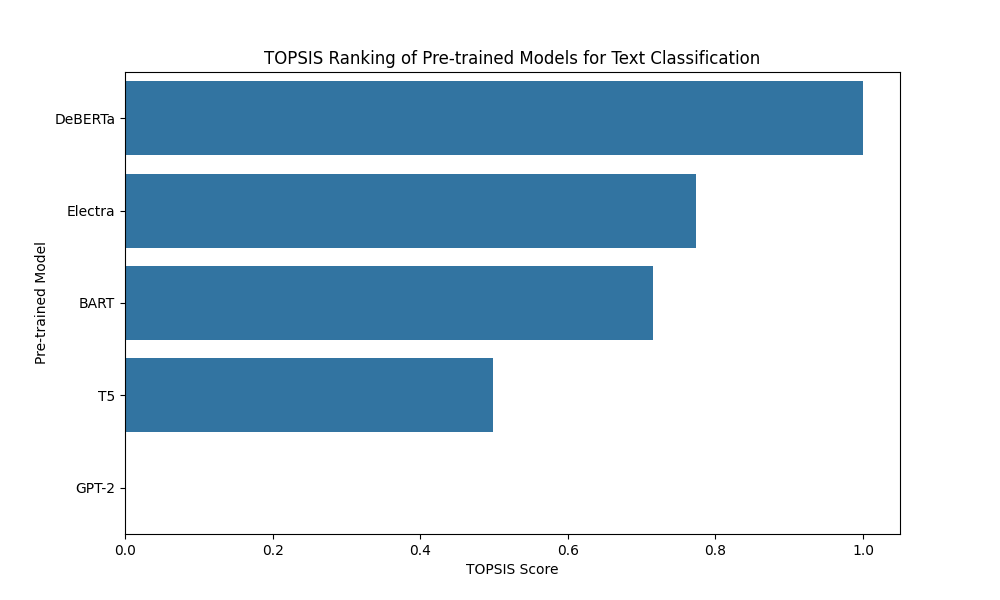 TOPSIS Ranking of Pre-trained Models for Text Classification
DeBERTa
Electra
BART
T5
GPT-2
Pre-trained Model
0.0 0.2 0.4 0.6 0.8 1.0
TOPSIS Score